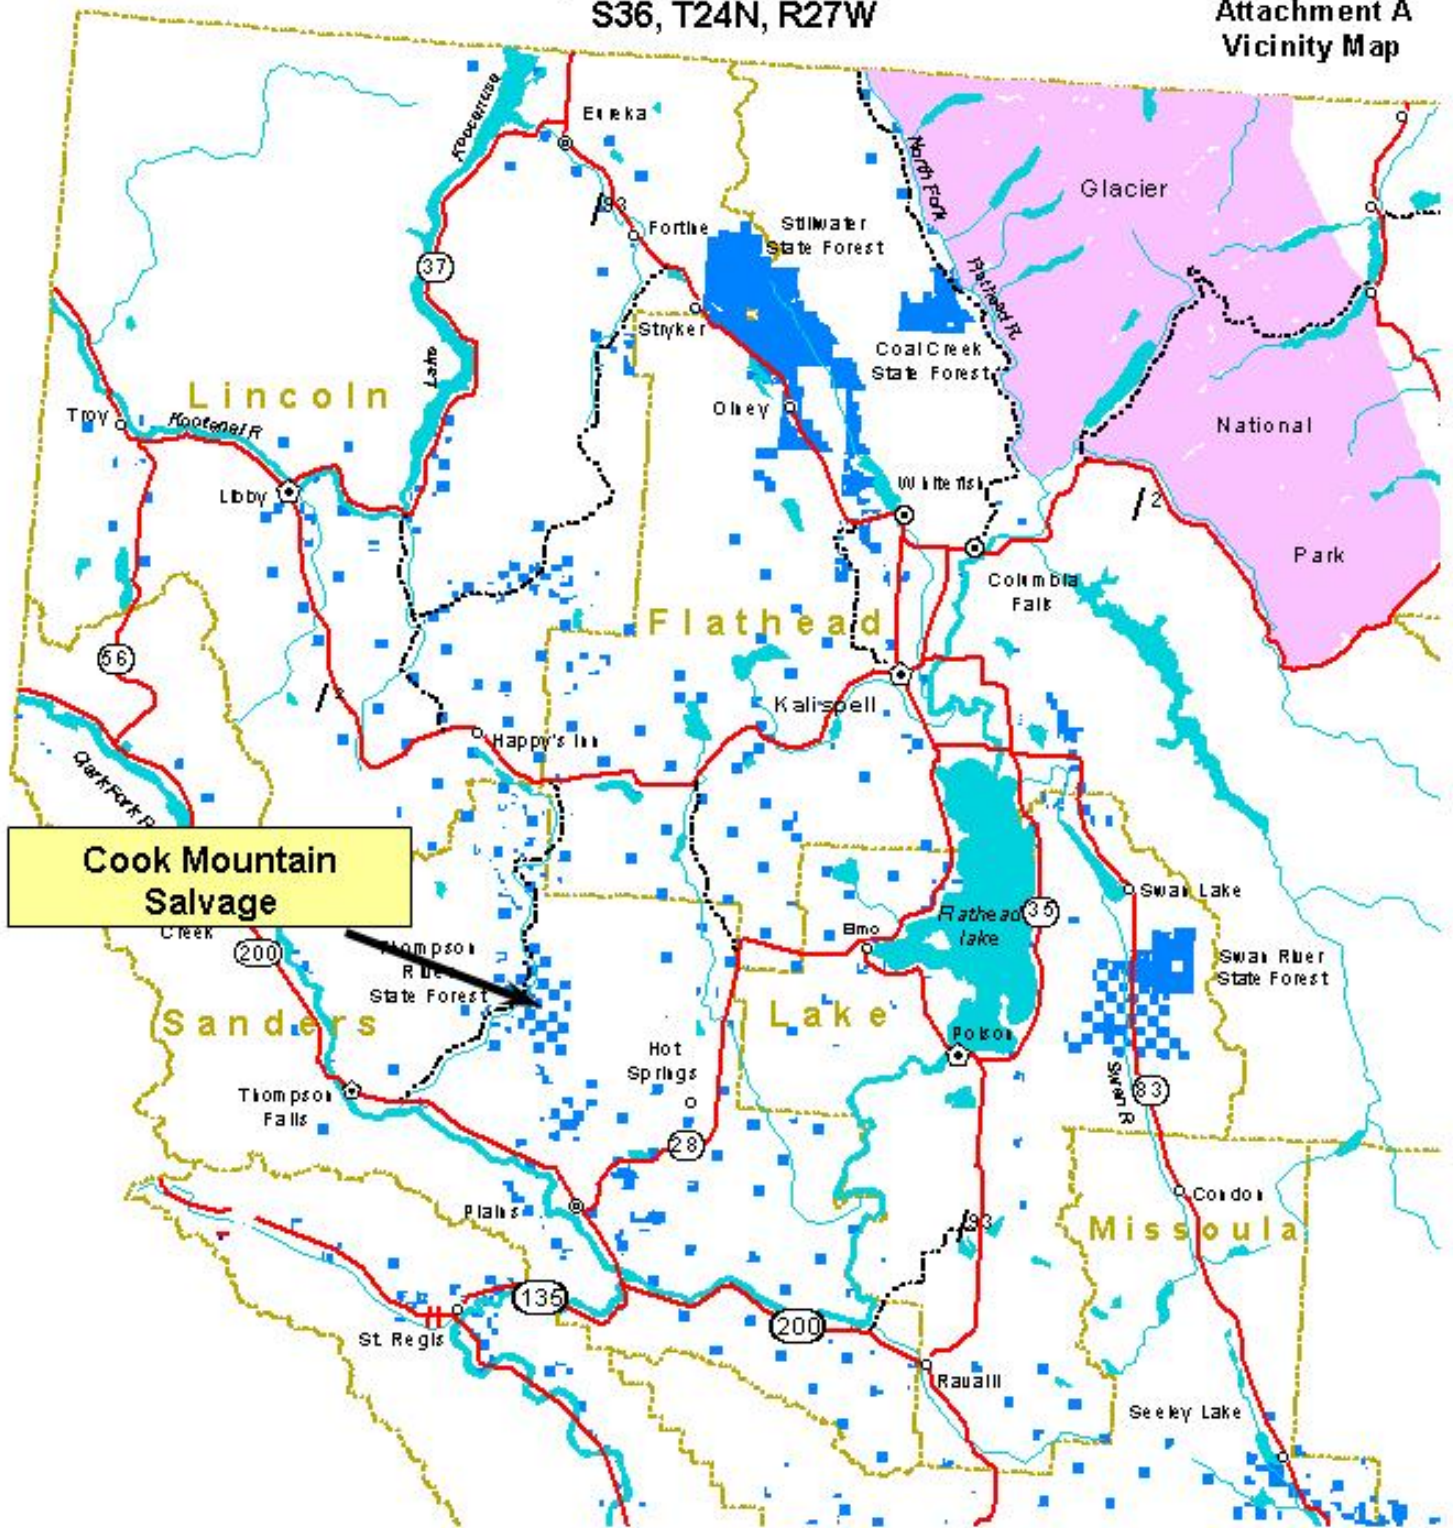 S36, T24N, R27W
Attachment A
Vicinity Map
Koocanusa
Eureka
93
North Fork
Glacier
Fortine
Stillwater
State Forest
37
Flathead R.
Stryker
Coal Creek
State Forest
Lake
Lincoln
Olney
Troy
Kootenai R
National
Libby
Whitefish
2
Park
Columbia
Falls
Flathead
56
Kalispell
Happy's Inn
Clark Fork R
Cook Mountain
Salvage
Swan Lake
Flathead
lake
35
Elmo
Creek
200
Thompson
River
State Forest
Swan River
State Forest
Sanders
Lake
Polson
Hot
Springs
Thompson
Falls
83
Swan R
28
Condon
Plains
93
Missoula
135
200
St. Regis
Ravalli
Seeley Lake